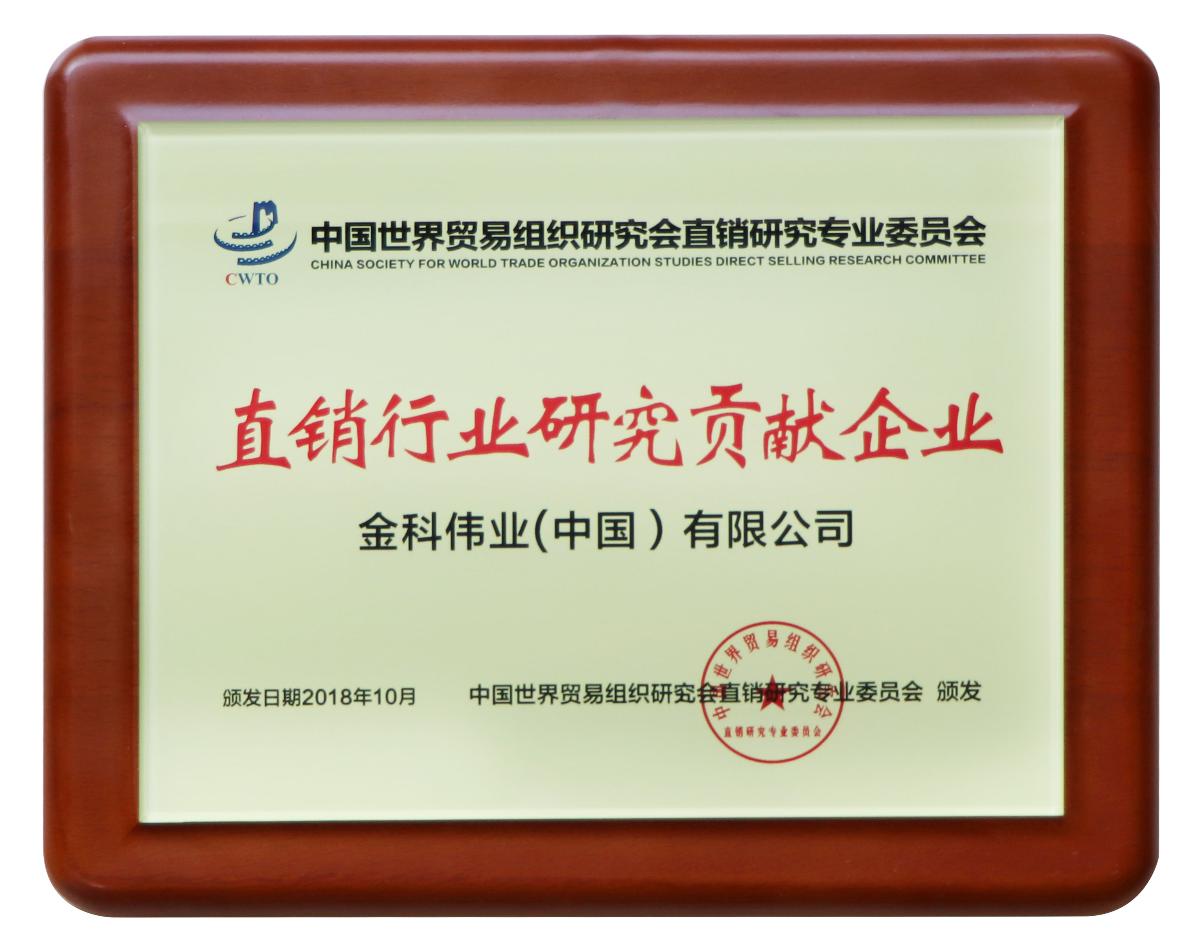 中国世界贸易组织研究会直销研究专业委员会
CHINA SOCIETY FOR WORLD TRADE ORGANIZATION STUDIES DIRECT SELLING RESEARCH COMMITTEE
CWTO
直销行业研究贡献企业
金科伟业(中国)有限公司
颁发日期2018年10月
中国世界贸易组织研究会直销研究专业委员会 颁发
中国世界贸易组织研究会
直销研究专业委员会